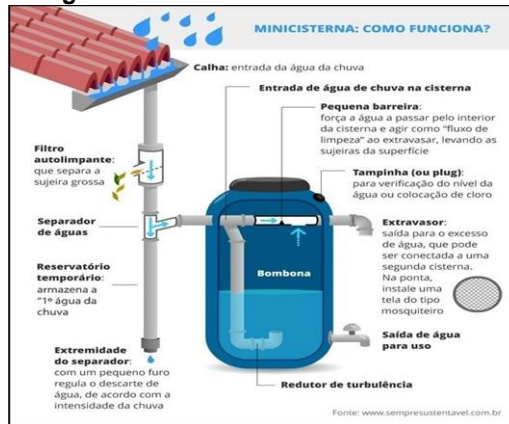 MINICISTERNA: COMO FUNCIONA?
Calha: entrada da água da chuva
Entrada de água de chuva na cisterna
Pequena barreira:
força a água a passar pelo interior
da cisterna e agir como “fluxo de
limpeza” ao extravasar, levando as
sujeiras da superfície
Filtro
autolimpante:
que separa a
sujeira grossa
Tampinha (ou plug):
para verificação do nível da
água ou colocação de cloro
Separador
de águas
Extravasor:
saída para o excesso
de água, que pode
ser conectada a uma
segunda cisterna.
Na ponta,
instale uma
tela do tipo
mosquiteiro
Reservatório
temporário:
armazena a
“1ª água da
chuva
Bombona
Saída de água
para uso
Extremidade
do separador:
com um pequeno furo
regula o descarte de
água, de acordo com a
intensidade da chuva
Redutor de turbulência
Fonte: www.sempresustentavel.com.br